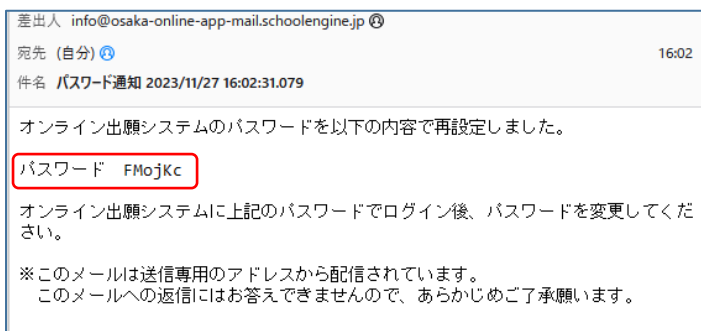 差出人 info@osaka-online-app-mail.schoolengine.jp
宛先 (自分) 16:02
件名 パスワード通知 2023/11/27 16:02:31.079
オンライン出願システムのパスワードを以下の内容で再設定しました。
パスワード FMojKc
オンライン出願システムに上記のパスワードでログイン後、パスワードを変更してくだ
さい。
※このメールは送信専用のアドレスから配信されています。
このメールへの返信にはお答えできませんので、あらかじめご了承願います。